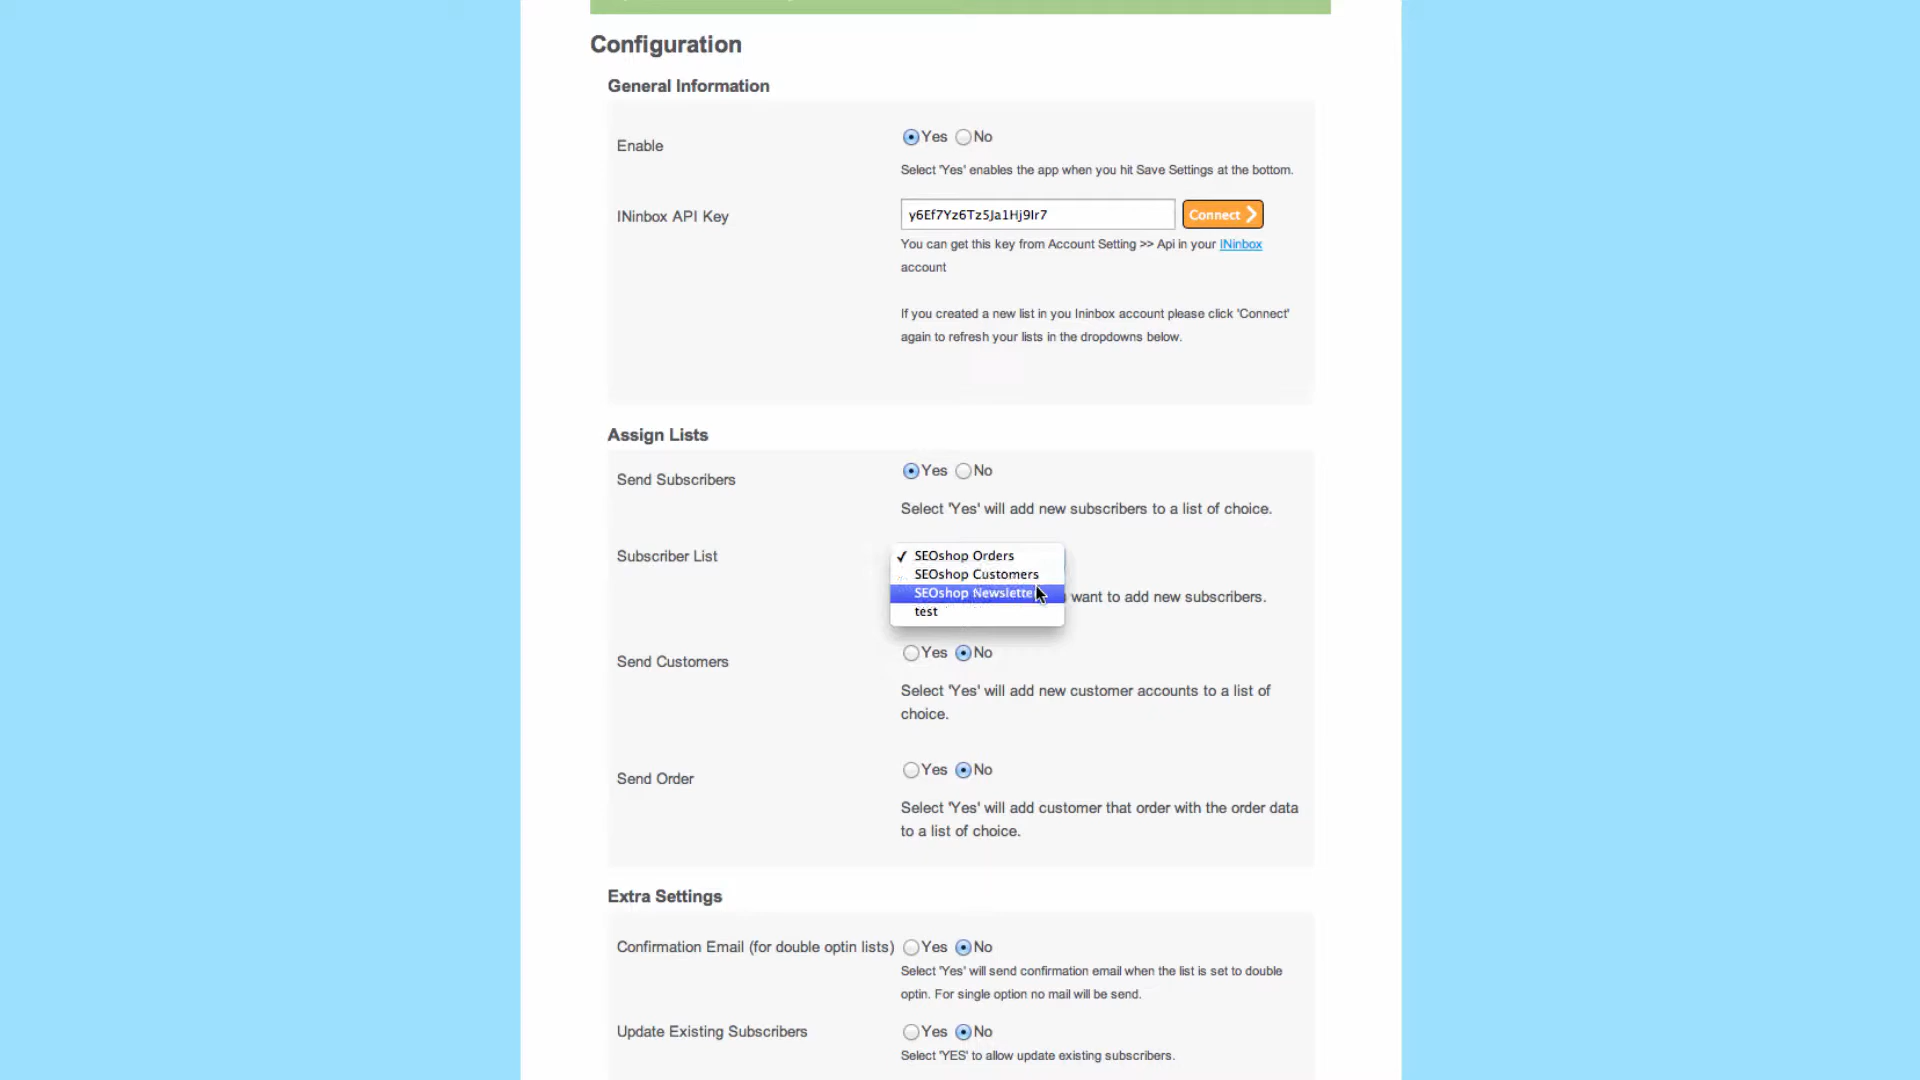 Configuration
General Information
Enable
Yes No
Select 'Yes' enables the app when you hit Save Settings at the bottom.
INinbox API Key
y6Ef7Yz6Tz5Ja1Hj9Ir7
Connect
You can get this key from Account Setting >> Api in your INinbox
account
If you created a new list in you Ininbox account please click 'Connect'
again to refresh your lists in the dropdowns below.
Assign Lists
Send Subscribers
Yes No
Select 'Yes' will add new subscribers to a list of choice.
Subscriber List
✓ SEOshop Orders
SEOshop Customers
SEOshop Newsletter
test
want to add new subscribers.
Send Customers
Yes No
Select 'Yes' will add new customer accounts to a list of
choice.
Send Order
Yes No
Select 'Yes' will add customer that order with the order data
to a list of choice.
Extra Settings
Confirmation Email (for double optin lists)
Yes No
Select 'Yes' will send confirmation email when the list is set to double
optin. For single option no mail will be send.
Update Existing Subscribers
Yes No
Select 'YES' to allow update existing subscribers.